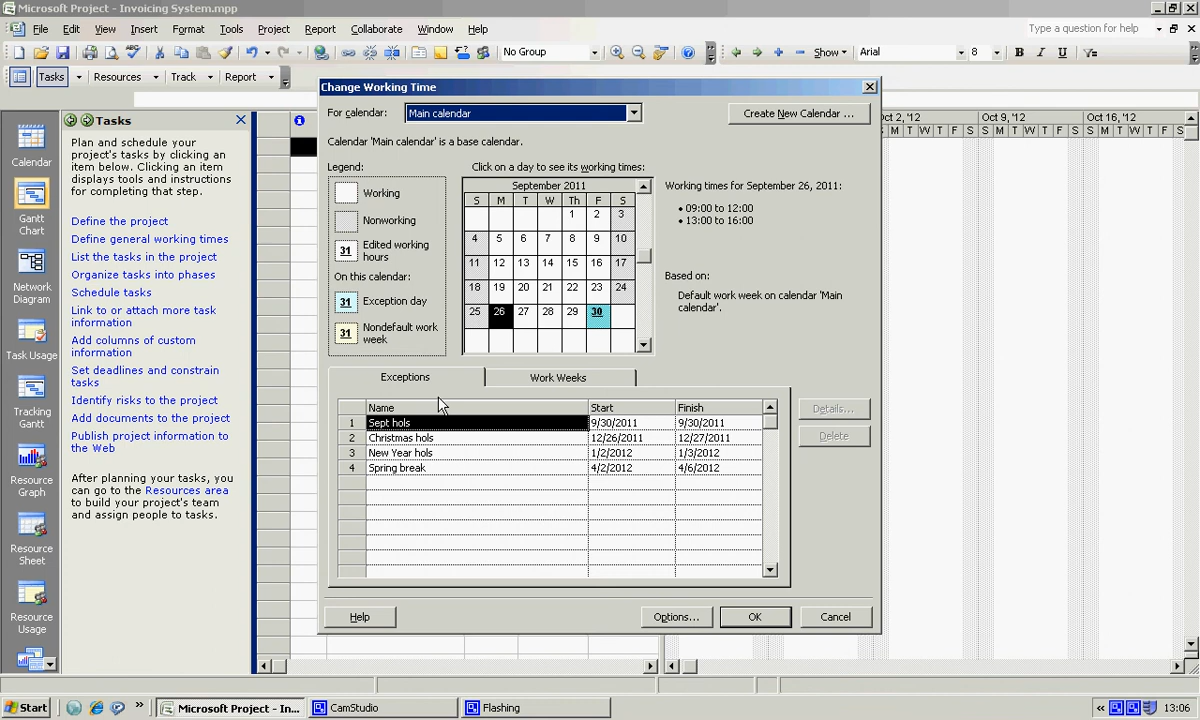 Microsoft Project - Invoicing System.mpp
File Edit View Insert Format Tools Project Report Collaborate Window Help
Type a question for help
No Group
Show
Arial
8
B I U
Tasks Resources Track Report
Tasks
Plan and schedule your
project's tasks by clicking an
item below. Clicking an item
displays tools and instructions
for completing that step.
Define the project
Define general working times
List the tasks in the project
Organize tasks into phases
Schedule tasks
Link to or attach more task
information
Add columns of custom
information
Set deadlines and constrain
tasks
Identify risks to the project
Add documents to the project
Publish project information to
the Web
After planning your tasks, you
can go to the Resources area
to build your project's team
and assign people to tasks.
Calendar
Gantt
Chart
Network
Diagram
Task Usage
Tracking
Gantt
Resource
Graph
Resource
Sheet
Resource
Usage
Change Working Time
For calendar:
Main calendar
Create New Calendar ...
Calendar 'Main calendar' is a base calendar.
Legend:
Working
Nonworking
31 Edited working
hours
On this calendar:
31 Exception day
31 Nondefault work
week
Click on a day to see its working times:
September 2011
S M T W Th F S
1 2 3
4 5 6 7 8 9 10
11 12 13 14 15 16 17
18 19 20 21 22 23 24
25 26 27 28 29 30
Working times for September 26, 2011:
• 09:00 to 12:00
• 13:00 to 16:00
Based on:
Default work week on calendar 'Main
calendar'.
Exceptions
Work Weeks
Name Start Finish
1 Sept hols 9/30/2011 9/30/2011
2 Christmas hols 12/26/2011 12/27/2011
3 New Year hols 1/2/2012 1/3/2012
4 Spring break 4/2/2012 4/6/2012
Details...
Delete
Help
Options...
OK
Cancel
Oct 9, '12
Oct 16, '12
M T W T F S S M T W T F S S M T W T F S
Start
Microsoft Project - In...
CamStudio
Flashing
13:06